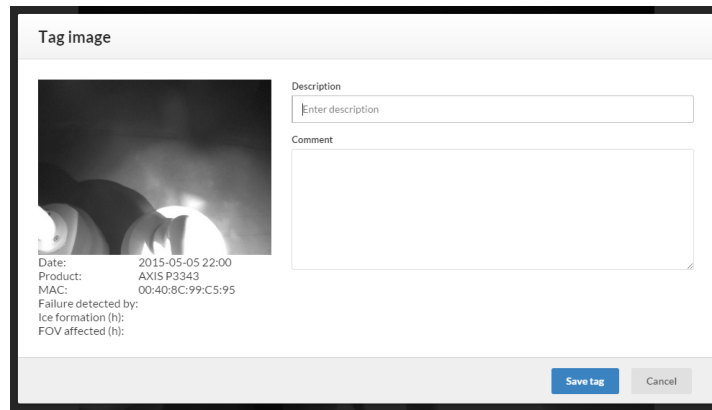 Tag image
Description
Enter description
Comment
Date: 2015-05-05 22:00
Product: AXIS P3343
MAC: 00:40:8C:99:C5:95
Failure detected by:
Ice formation (h):
FOV affected (h):
Save tag
Cancel